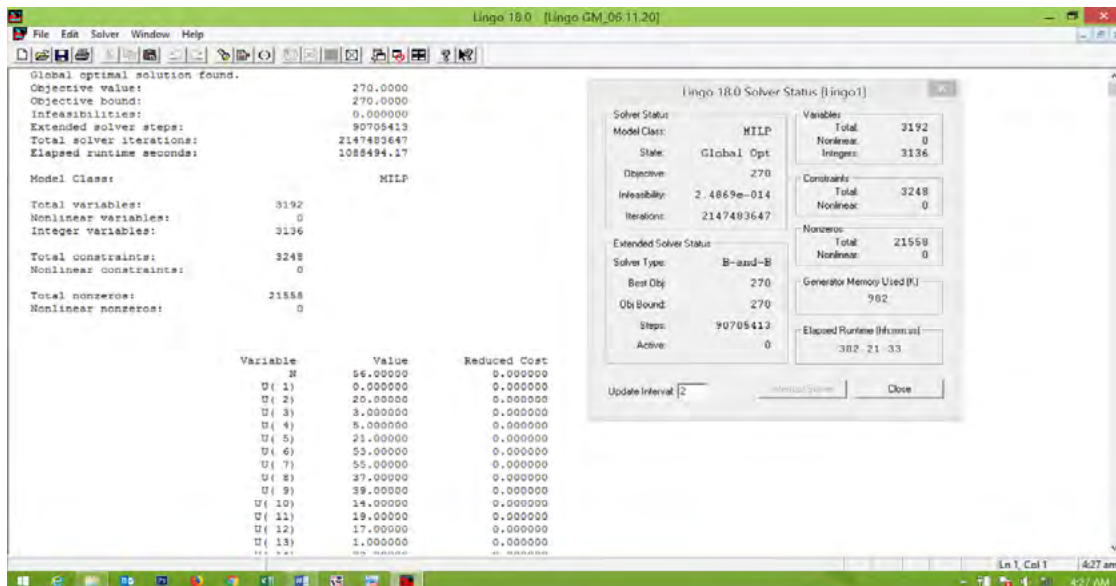 Lingo 18.0 - [Lingo GM_06.11.20]
File Edit Solver Window Help
Global optimal solution found.
Objective value: 270.0000
Objective bound: 270.0000
Infeasibilities: 0.000000
Extended solver steps: 90705413
Total solver iterations: 2147483647
Elapsed runtime seconds: 1088494.17
Model Class: MILP
Total variables: 3192
Nonlinear variables: 0
Integer variables: 3136
Total constraints: 3248
Nonlinear constraints: 0
Total nonzeros: 21558
Nonlinear nonzeros: 0
Variable Value Reduced Cost
N 56.00000 0.000000
U( 1) 0.000000 0.000000
U( 2) 20.00000 0.000000
U( 3) 3.000000 0.000000
U( 4) 5.000000 0.000000
U( 5) 21.00000 0.000000
U( 6) 53.00000 0.000000
U( 7) 55.00000 0.000000
U( 8) 37.00000 0.000000
U( 9) 39.00000 0.000000
U( 10) 14.00000 0.000000
U( 11) 19.00000 0.000000
U( 12) 17.00000 0.000000
U( 13) 1.000000 0.000000
Lingo 18.0 Solver Status [Lingo1]
Solver Status
Model Class: MILP
State: Global Opt
Objective: 270
Infeasibility: 2.4869e-014
Iterations: 2147483647
Extended Solver Status
Solver Type: B-and-B
Best Obj: 270
Obj Bound: 270
Steps: 90705413
Active: 0
Update Interval: 2
Variables
Total: 3192
Nonlinear: 0
Integers: 3136
Constraints
Total: 3248
Nonlinear: 0
Nonzeros
Total: 21558
Nonlinear: 0
Generator Memory Used (K)
982
Elapsed Runtime (hh:mm:ss)
302:21:33
Interrupt Solver
Close
Ln 1, Col 1 4:27 am
4:27 AM